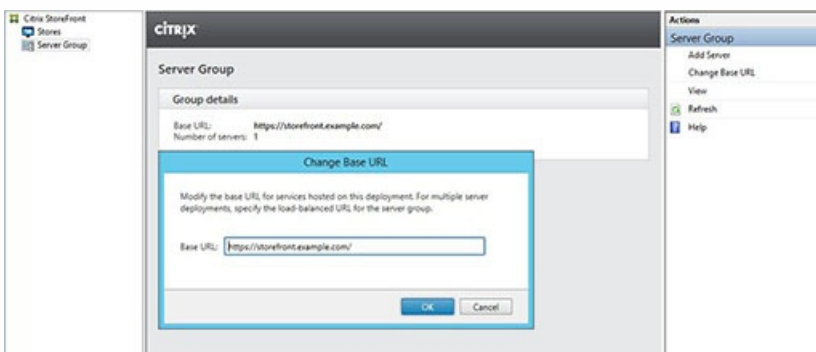 Citrix StoreFront
Stores
Server Group
CITRIX
Server Group
Group details
Base URL: https://storefront.example.com/
Number of servers: 1
Change Base URL
Modify the base URL for services hosted on this deployment. For multiple server
deployments, specify the load-balanced URL for the server group.
Base URL: https://storefront.example.com/
OK Cancel
Actions
Server Group
Add Server
Change Base URL
View
Refresh
Help